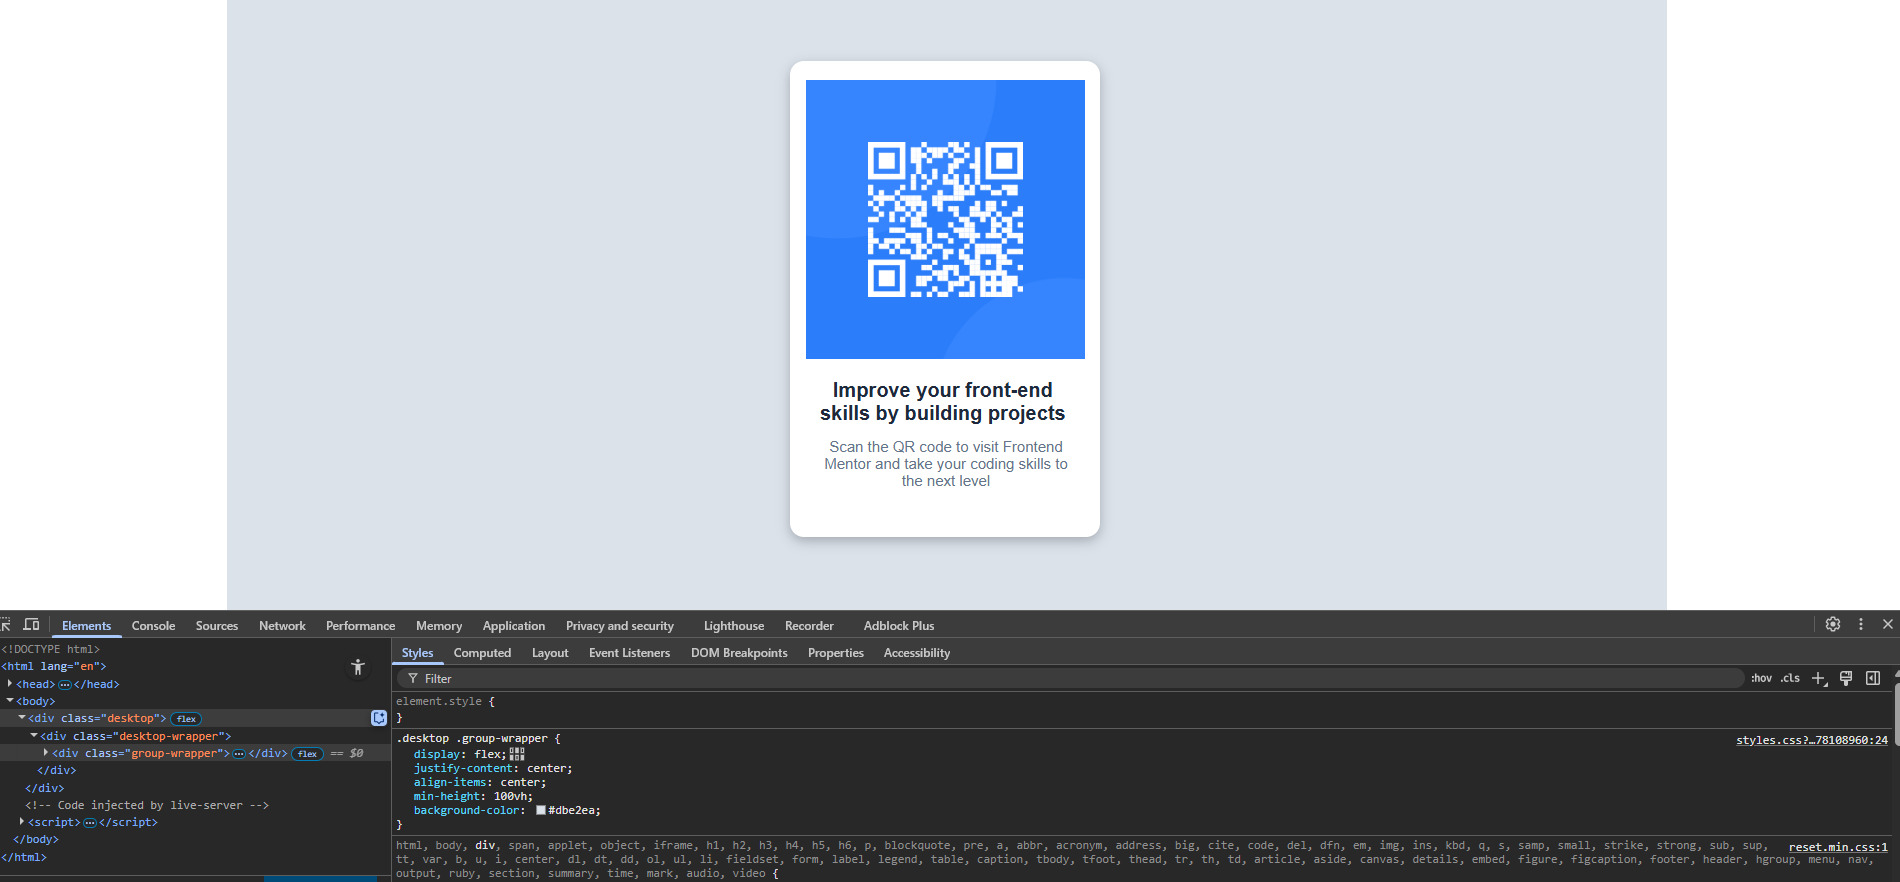 Improve your front-end
skills by building projects
Scan the QR code to visit Frontend
Mentor and take your coding skills to
the next level
Elements Console Sources Network Performance Memory Application Privacy and security Lighthouse Recorder Adblock Plus
<!DOCTYPE html>
<html lang="en">
<head>⋯</head>
<body>
<div class="desktop"> flex
<div class="desktop-wrapper">
<div class="group-wrapper">⋯</div> flex == $0
</div>
</div>
<!-- Code injected by live-server -->
<script>⋯</script>
</body>
</html>
Styles Computed Layout Event Listeners DOM Breakpoints Properties Accessibility
Filter :hov .cls
element.style {
}
.desktop .group-wrapper { styles.css?…78108960:24
display: flex;
justify-content: center;
align-items: center;
min-height: 100vh;
background-color: #dbe2ea;
}
html, body, div, span, applet, object, iframe, h1, h2, h3, h4, h5, h6, p, blockquote, pre, a, abbr, acronym, address, big, cite, code, del, dfn, em, img, ins, kbd, q, s, samp, small, strike, strong, sub, sup, reset.min.css:1
tt, var, b, u, i, center, dl, dt, dd, ol, ul, li, fieldset, form, label, legend, table, caption, tbody, tfoot, thead, tr, th, td, article, aside, canvas, details, embed, figure, figcaption, footer, header, hgroup, menu, nav,
output, ruby, section, summary, time, mark, audio, video {